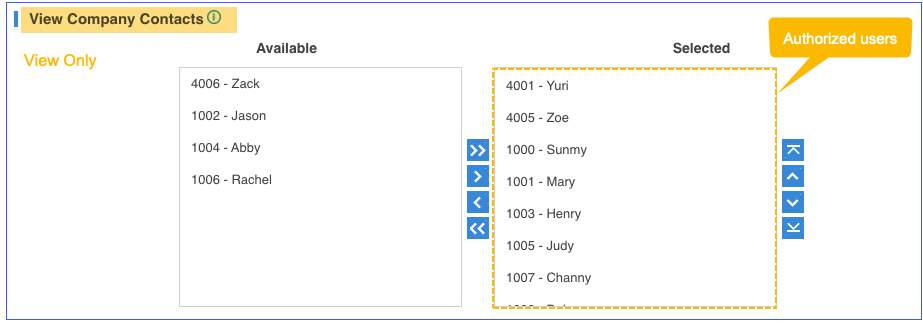 View Company Contacts
View Only
Available
Selected
Authorized users
4006 - Zack
1002 - Jason
1004 - Abby
1006 - Rachel
4001 - Yuri
4005 - Zoe
1000 - Sunmy
1001 - Mary
1003 - Henry
1005 - Judy
1007 - Channy